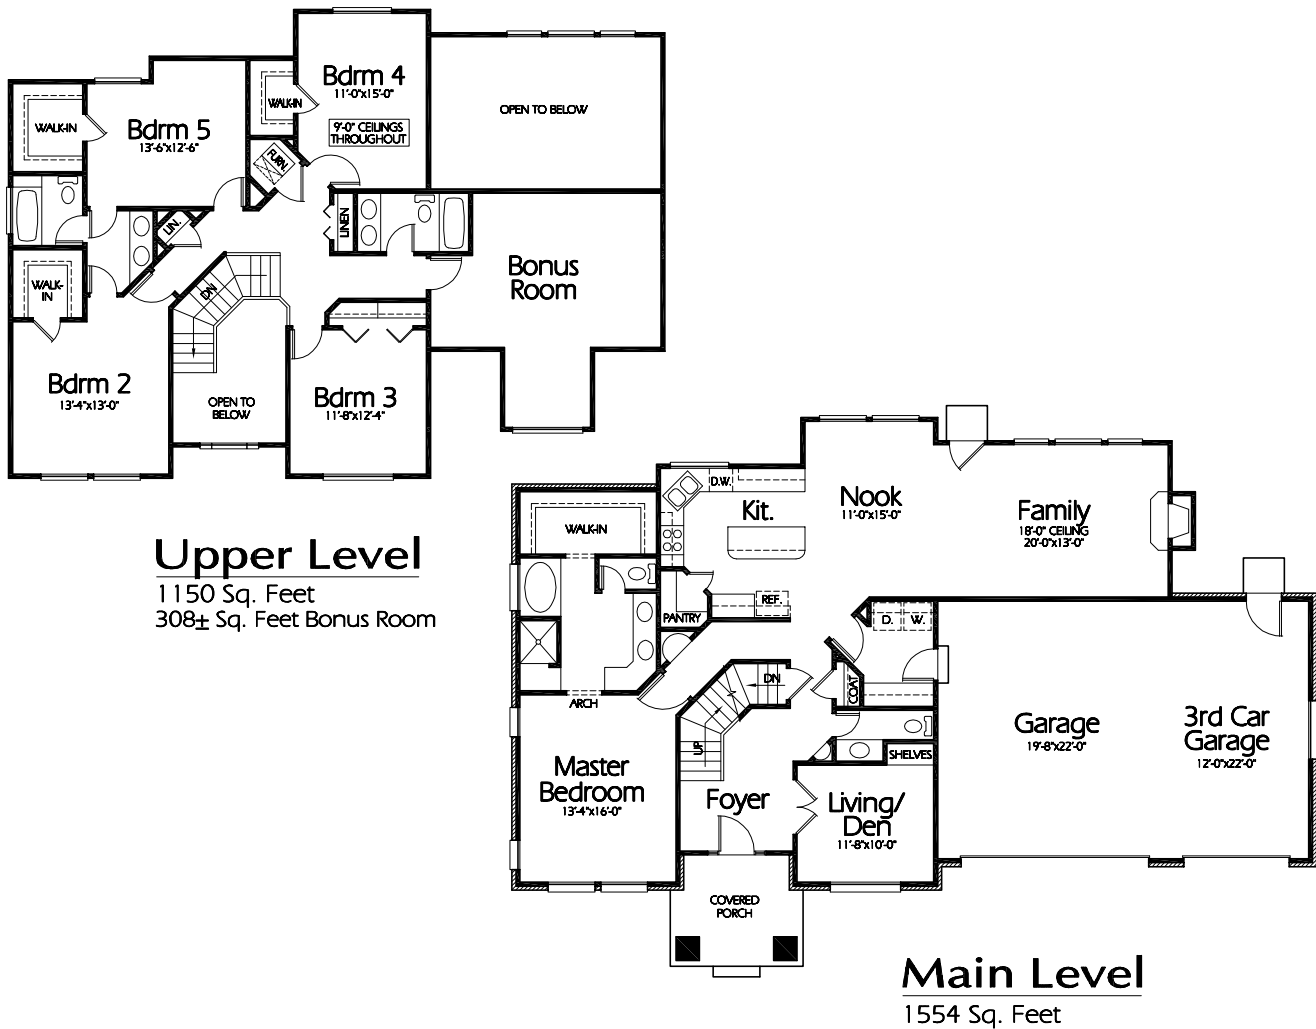 Bdrm 4
11'-0"x15'-0"
9'-0" CEILINGS
THROUGHOUT
WALK-IN
OPEN TO BELOW
WALK-IN
Bdrm 5
13'-6"x12'-6"
FURN.
LIN.
LINEN
WALK-
IN
DN
Bonus
Room
Bdrm 2
13'-4"x13'-0"
OPEN TO
BELOW
Bdrm 3
11'-8"x12'-4"
Upper Level
1150 Sq. Feet
308± Sq. Feet Bonus Room
D.W.
Kit.
Nook
11'-0"x15'-0"
Family
18'-0" CEILING
20'-0"x13'-0"
WALK-IN
PANTRY
REF.
D.
W.
ARCH
DN
COAT
UP
SHELVES
Garage
19'-8"x22'-0"
3rd Car
Garage
12'-0"x22'-0"
Master
Bedroom
13'-4"x16'-0"
Foyer
Living/
Den
11'-8"x10'-0"
COVERED
PORCH
Main Level
1554 Sq. Feet